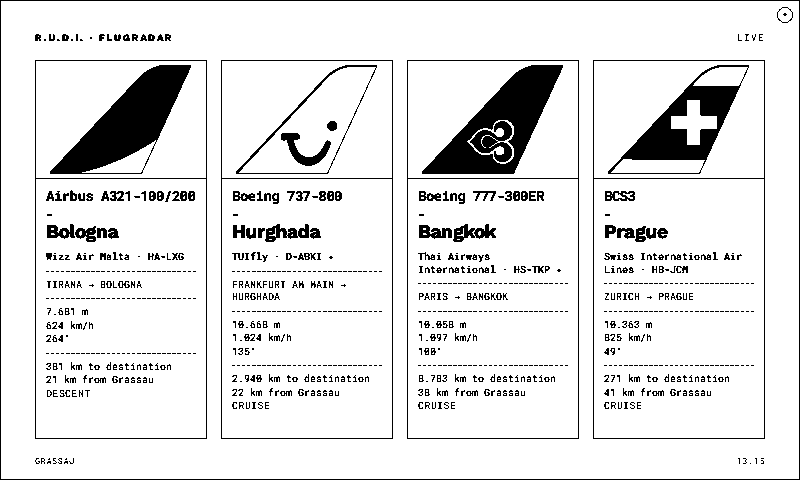 R.U.D.I. · FLUGRADAR
LIVE
Airbus A321-100/200
-
Bologna
Wizz Air Malta · HA-LXG
TIRANA → BOLOGNA
7.681 m
624 km/h
264°
381 km to destination
21 km from Grassau
DESCENT
Boeing 737-800
-
Hurghada
TUIfly · D-ABKI ✦
FRANKFURT AM MAIN →
HURGHADA
10.668 m
1.024 km/h
135°
2.940 km to destination
22 km from Grassau
CRUISE
Boeing 777-300ER
-
Bangkok
Thai Airways
International · HS-TKP ✦
PARIS → BANGKOK
10.058 m
1.097 km/h
100°
8.783 km to destination
38 km from Grassau
CRUISE
BCS3
-
Prague
Swiss International Air
Lines · HB-JCM
ZURICH → PRAGUE
10.363 m
825 km/h
49°
271 km to destination
41 km from Grassau
CRUISE
GRASSAU
13.15